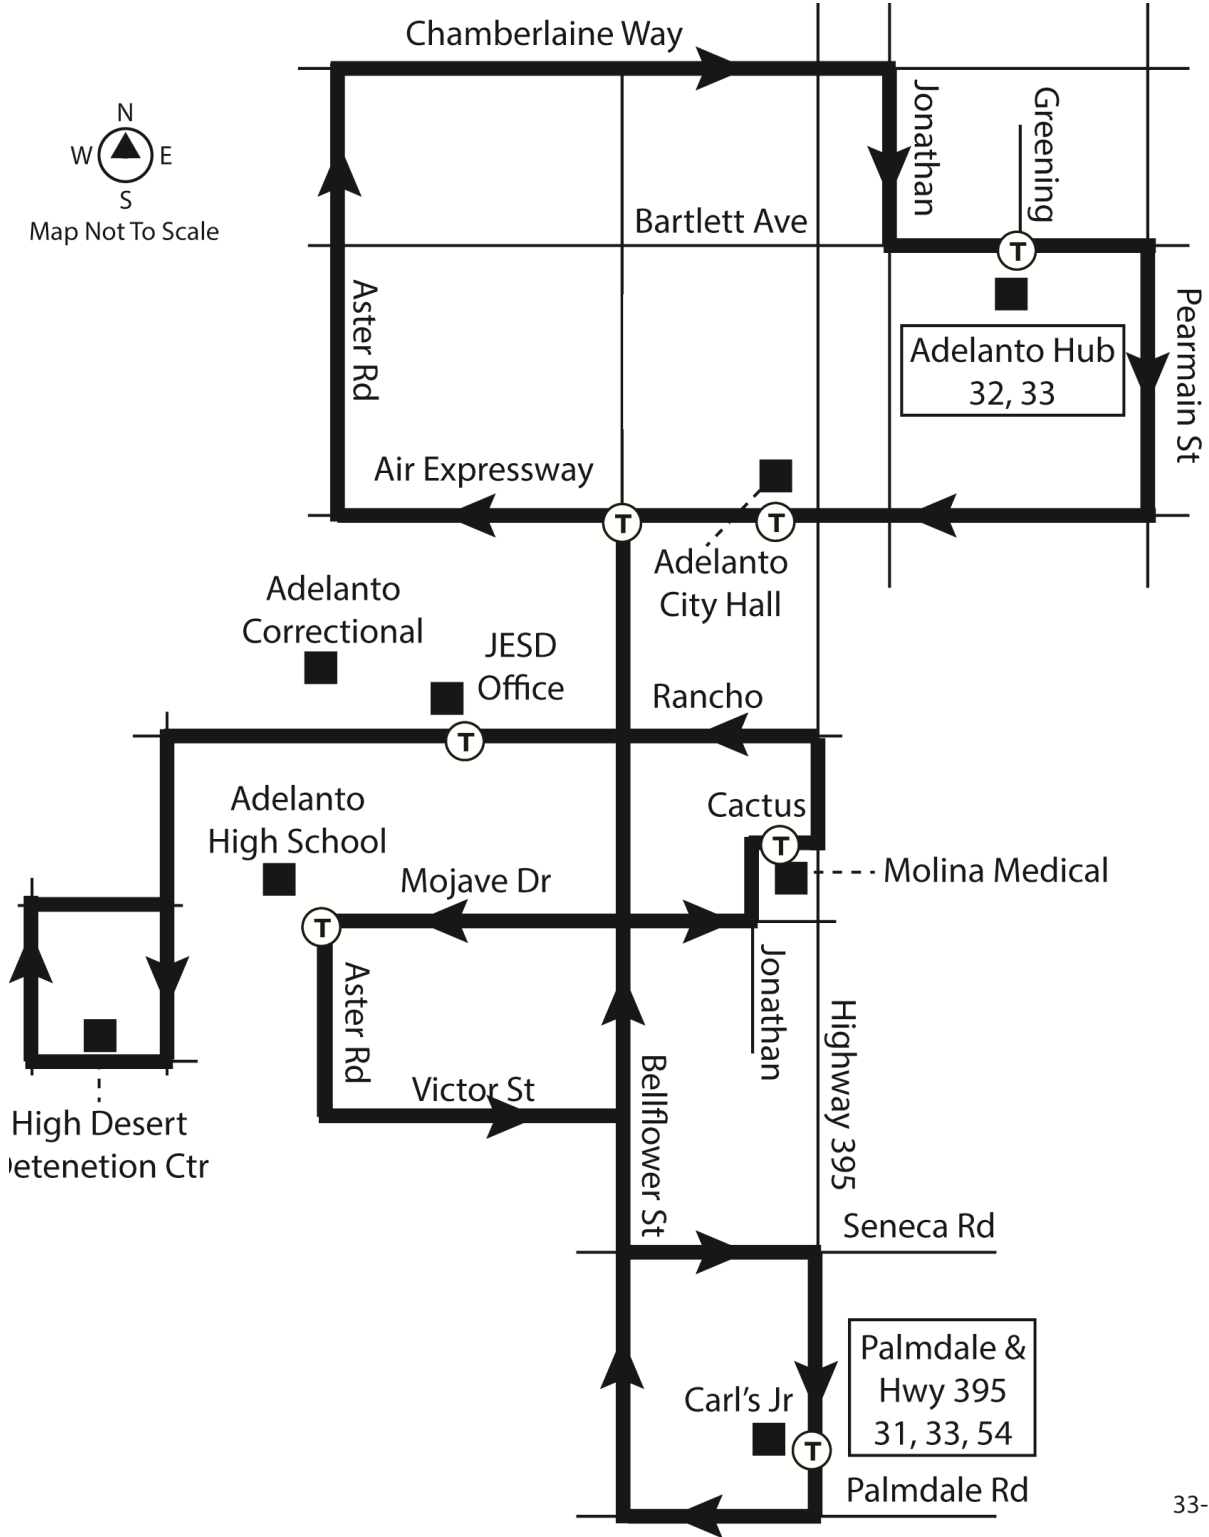 Chamberlaine Way
N
W E
S
Map Not To Scale
Jonathan
Greening
Bartlett Ave
Aster Rd
Pearmain St
T
Adelanto Hub
32, 33
Air Expressway
T
T
Adelanto
City Hall
Adelanto
Correctional
JESD
Office
Rancho
T
Adelanto
High School
Cactus
T
Molina Medical
Mojave Dr
T
Aster Rd
Jonathan
Highway 395
Victor St
Bellflower St
High Desert
etenetion Ctr
Seneca Rd
Palmdale &
Hwy 395
31, 33, 54
Carl's Jr
T
Palmdale Rd
33-